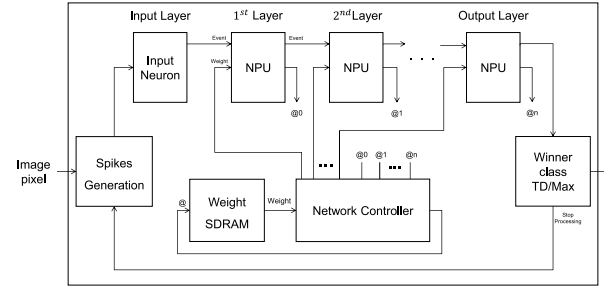 Input Layer 1st Layer 2nd Layer Output Layer
Input
Neuron
Event
Weight
NPU
Event
NPU
. . .
NPU
@0
@1
@n
Image
pixel
Spikes
Generation
@
Weight
SDRAM
Weight
...
@0 @1 ... @n
Network Controller
Winner
class
TD/Max
Stop
Processing